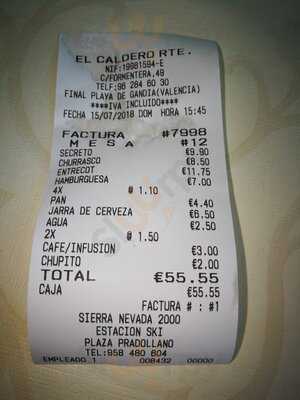 EL CALDERO RTE.
NIF:19981594-E
C/FORMENTERA,49
TELF:96 284 60 30
FINAL PLAYA DE GANDIA(VALENCIA)
****IVA INCLUIDO****
FECHA 15/07/2018 DOM HORA 15:45
FACTURA #7998
MESA #12
SECRETO €9.90
CHURRASCO €8.50
ENTRECOT €11.75
HAMBURGUESA €7.00
4X @ 1.10
PAN €4.40
JARRA DE CERVEZA €6.50
AGUA €2.50
2X @ 1.50
CAFE/INFUSION €3.00
CHUPITO €2.00
TOTAL €55.55
CAJA €55.55
FACTURA # :#1
SIERRA NEVADA 2000
ESTACION SKI
PLAZA PRADOLLANO
TEL:958 480 604
EMPLEADO 1 008432 00000